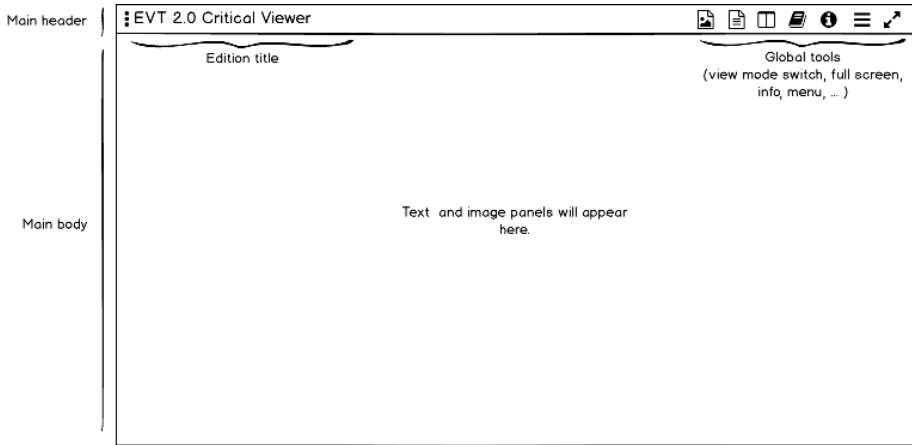 Main header
EVT 2.0 Critical Viewer
Edition title
Global tools
(view mode switch, full screen,
info, menu, ... )
Main body
Text and image panels will appear
here.